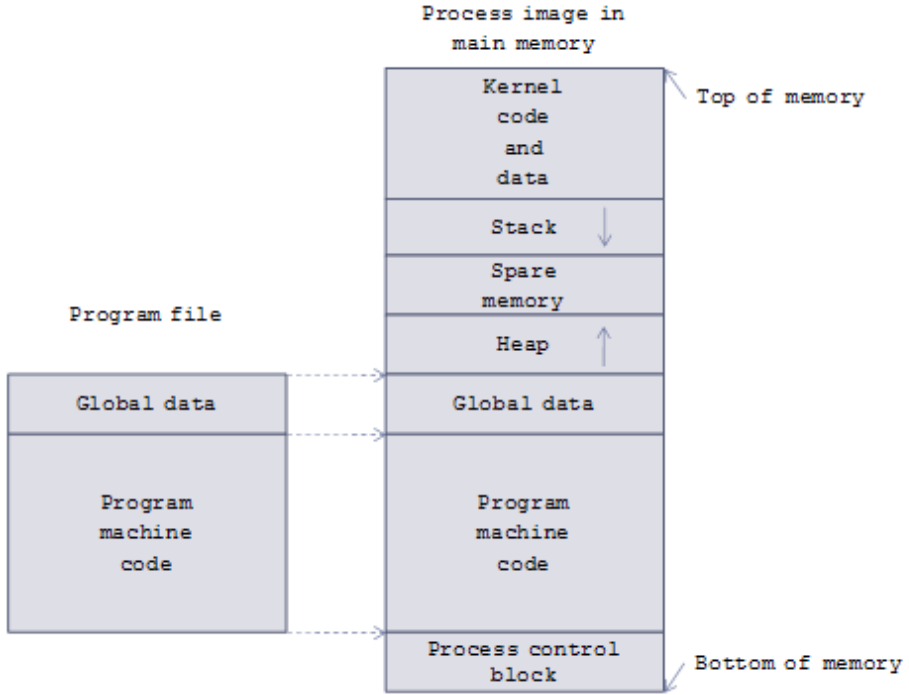 Process image in
main memory
Kernel
code
and
data
Top of memory
Stack
Spare
memory
Program file
Heap
Global data
Global data
Program
machine
code
Program
machine
code
Process control
block
Bottom of memory